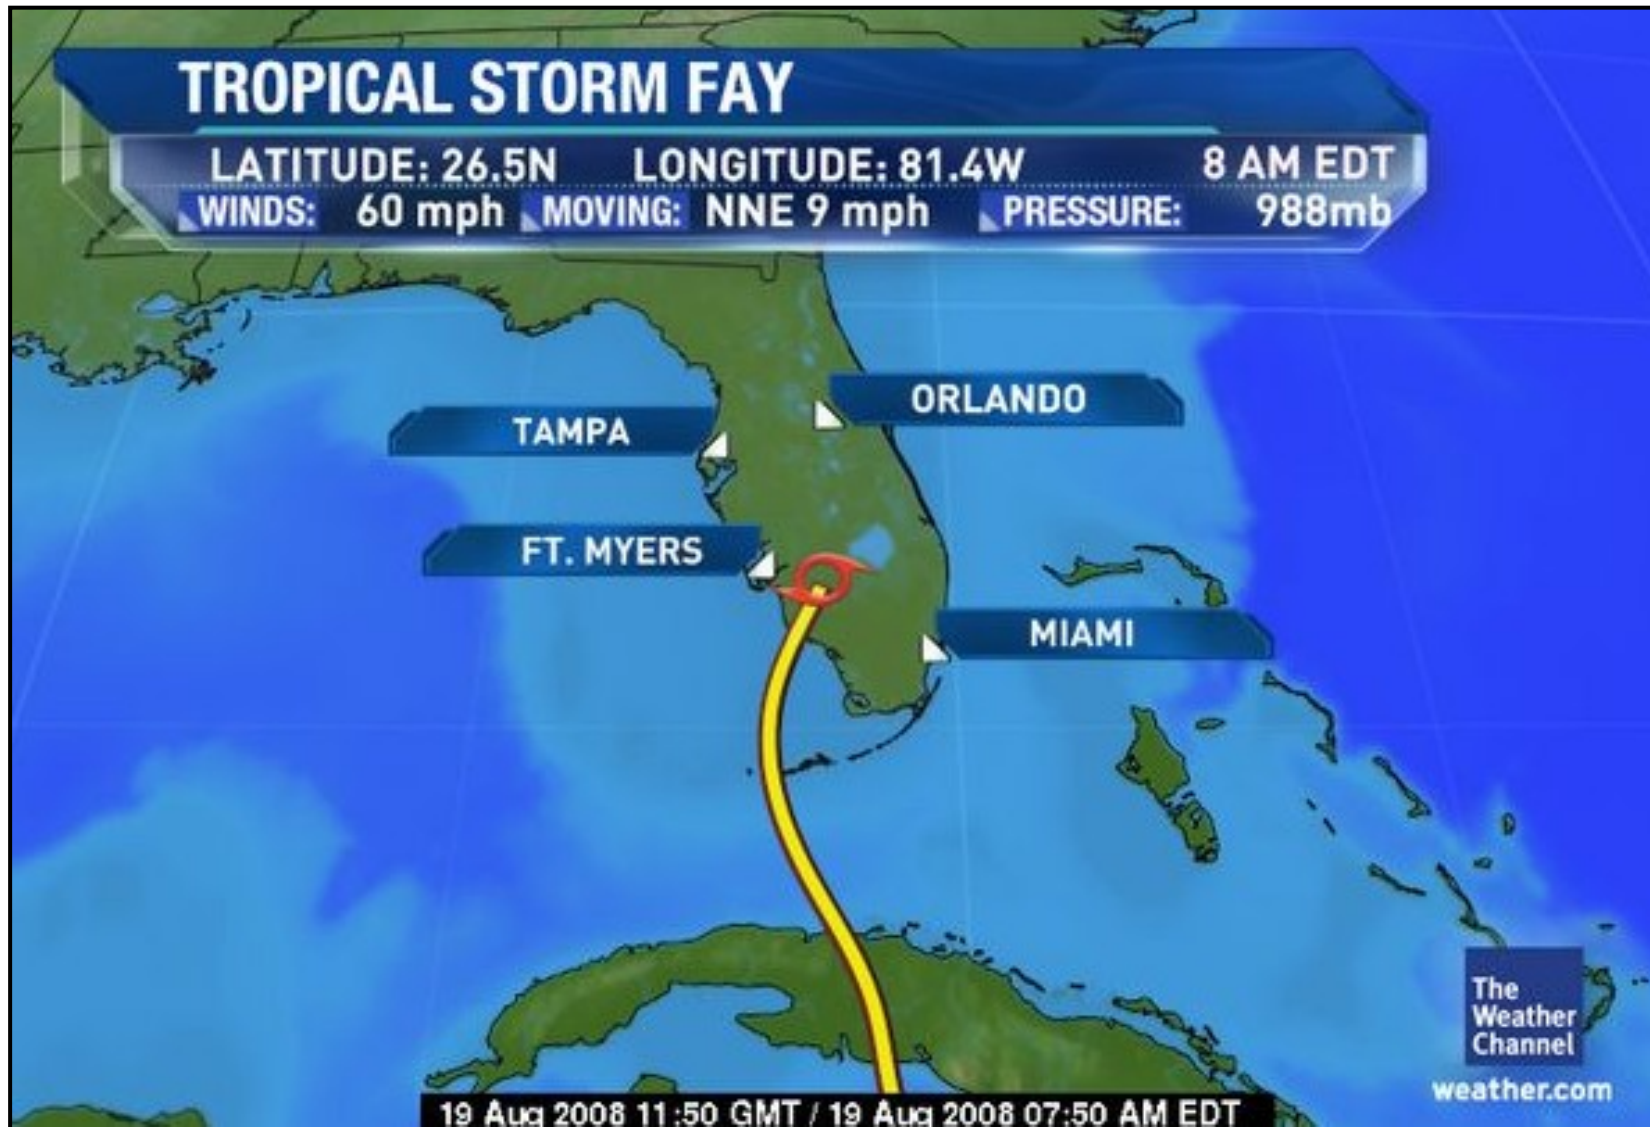 TROPICAL STORM FAY
LATITUDE: 26.5N LONGITUDE: 81.4W 8 AM EDT
WINDS: 60 mph MOVING: NNE 9 mph PRESSURE: 988mb
ORLANDO
TAMPA
FT. MYERS
MIAMI
The
Weather
Channel
weather.com
19 Aug 2008 11:50 GMT / 19 Aug 2008 07:50 AM EDT